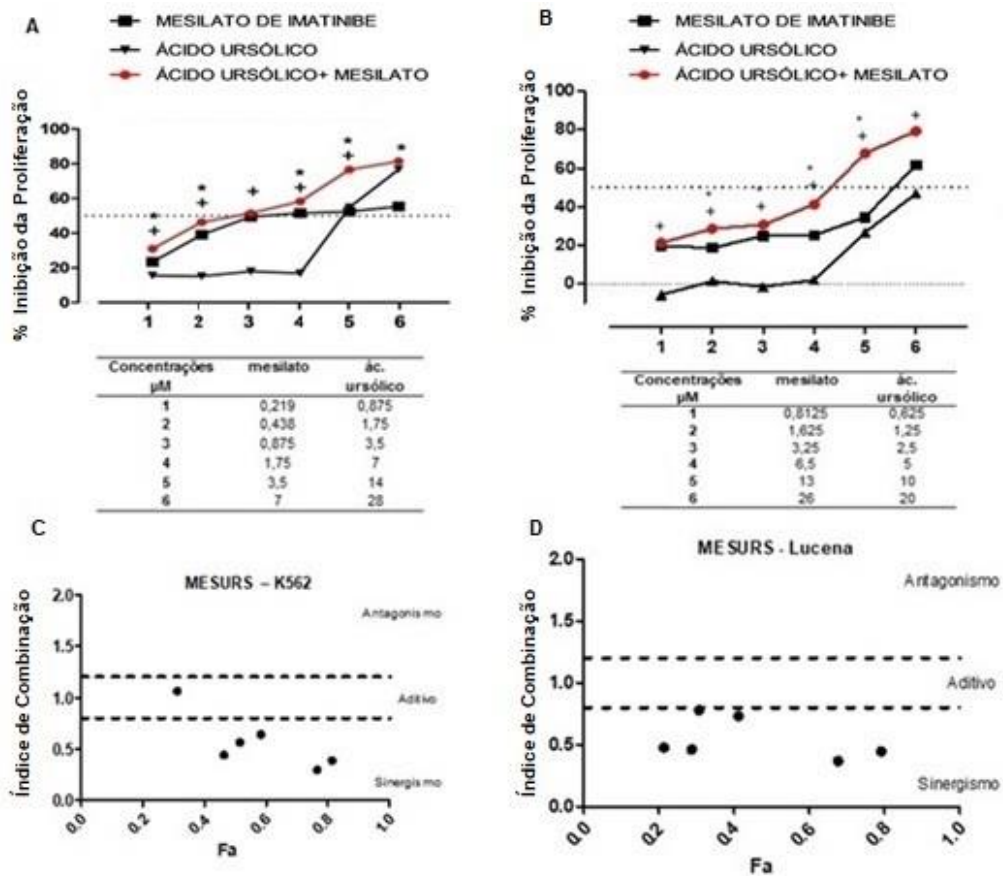 A
MESILATO DE IMATINIBE
ÁCIDO URSÓLICO
ÁCIDO URSÓLICO+ MESILATO
% Inibição da Proliferação
100
80
60
40
20
0
* + * + + * + * + *
1 2 3 4 5 6
Concentrações µM mesilato ác. ursólico
1 0,219 0,875
2 0,438 1,75
3 0,875 3,5
4 1,75 7
5 3,5 14
6 7 28
B
MESILATO DE IMATINIBE
ÁCIDO URSÓLICO
ÁCIDO URSÓLICO+ MESILATO
% Inibição da Proliferação
100
80
60
40
20
0
+ * + * + * + * + +
1 2 3 4 5 6
Concentrações µM mesilato ác. ursólico
1 0,8125 0,625
2 1,625 1,25
3 3,25 2,5
4 6,5 5
5 13 10
6 26 20
C
MESURS – K562
Índice de Combinação
2.0
1.5
1.0
0.5
0.0
Antagonismo
Aditivo
Sinergismo
0.0 0.2 0.4 0.6 0.8 1.0
Fa
D
MESURS - Lucena
Índice de Combinação
2.0
1.5
1.0
0.5
0.0
Antagonismo
Aditivo
Sinergismo
0.0 0.2 0.4 0.6 0.8 1.0
Fa